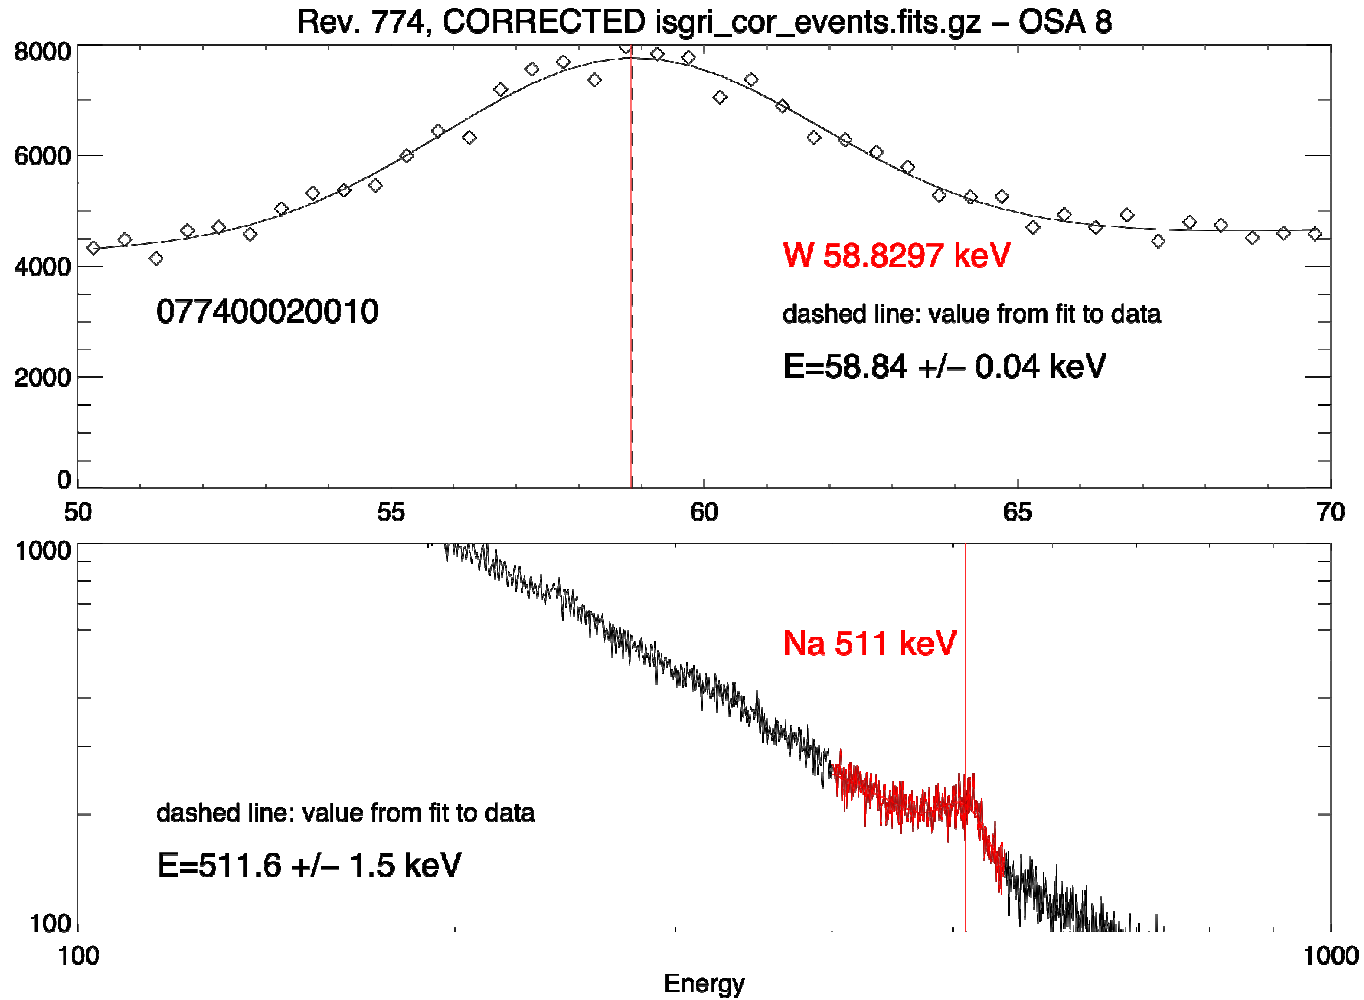 Rev. 774, CORRECTED isgri_cor_events.fits.gz – OSA 8
8000
6000
4000
2000
0
W 58.8297 keV
077400020010
dashed line: value from fit to data
E=58.84 +/– 0.04 keV
50 55 60 65 70
1000
100
Na 511 keV
dashed line: value from fit to data
E=511.6 +/– 1.5 keV
100 1000
Energy